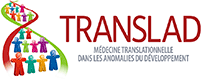 TRANSLAD
MÉDECINE TRANSLATIONNELLE
DANS LES ANOMALIES DU DÉVELOPPEMENT